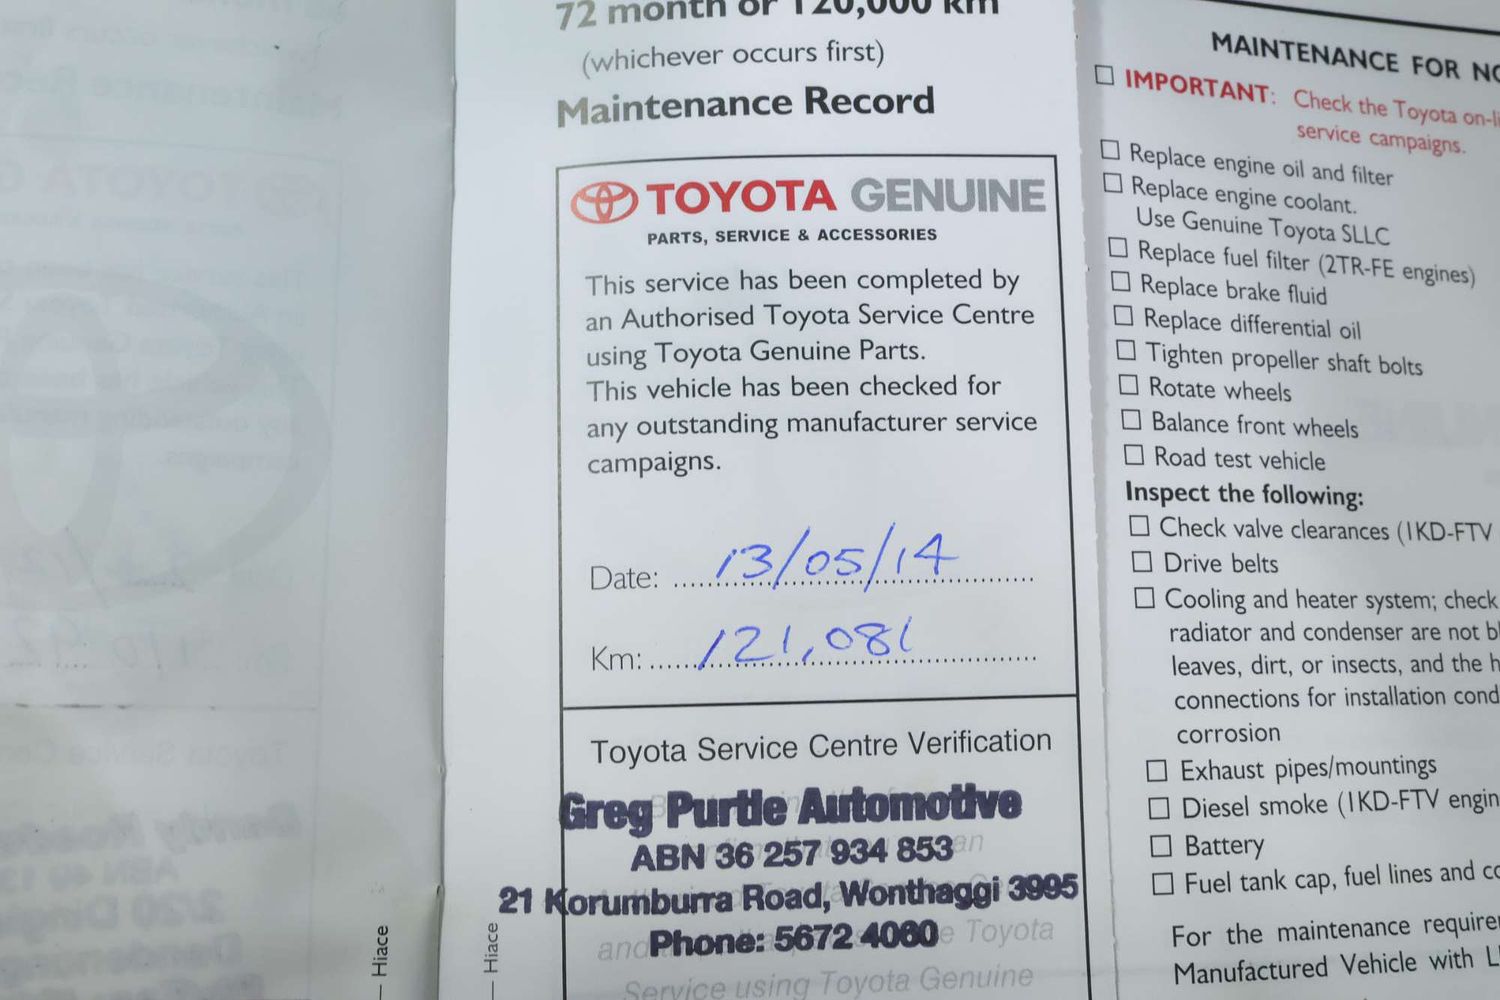 72 month or 120,000 km
(whichever occurs first)
Maintenance Record
TOYOTA GENUINE
PARTS, SERVICE & ACCESSORIES
This service has been completed by
an Authorised Toyota Service Centre
using Toyota Genuine Parts.
This vehicle has been checked for
any outstanding manufacturer service
campaigns.
Date: 13/05/14
Km: 121,081
Toyota Service Centre Verification
Greg Purtle Automotive
ABN 36 257 934 853
21 Korumburra Road, Wonthaggi 3995
Phone: 5672 4060
Toyota
Service using Toyota Genuine
Hiace
Hiace
MAINTENANCE FOR
IMPORTANT: Check the Toyota
service campaigns.
Replace engine oil and filter
Replace engine coolant.
Use Genuine Toyota SLLC
Replace fuel filter (2TR-FE engines)
Replace brake fluid
Replace differential oil
Tighten propeller shaft bolts
Rotate wheels
Balance front wheels
Road test vehicle
Inspect the following:
Check valve clearances (1KD-FTV
Drive belts
Cooling and heater system; check
radiator and condenser are not
leaves, dirt, or insects, and the
connections for installation
corrosion
Exhaust pipes/mountings
Diesel smoke (1KD-FTV
Battery
Fuel tank cap, fuel lines and
For the maintenance
Manufactured Vehicle with